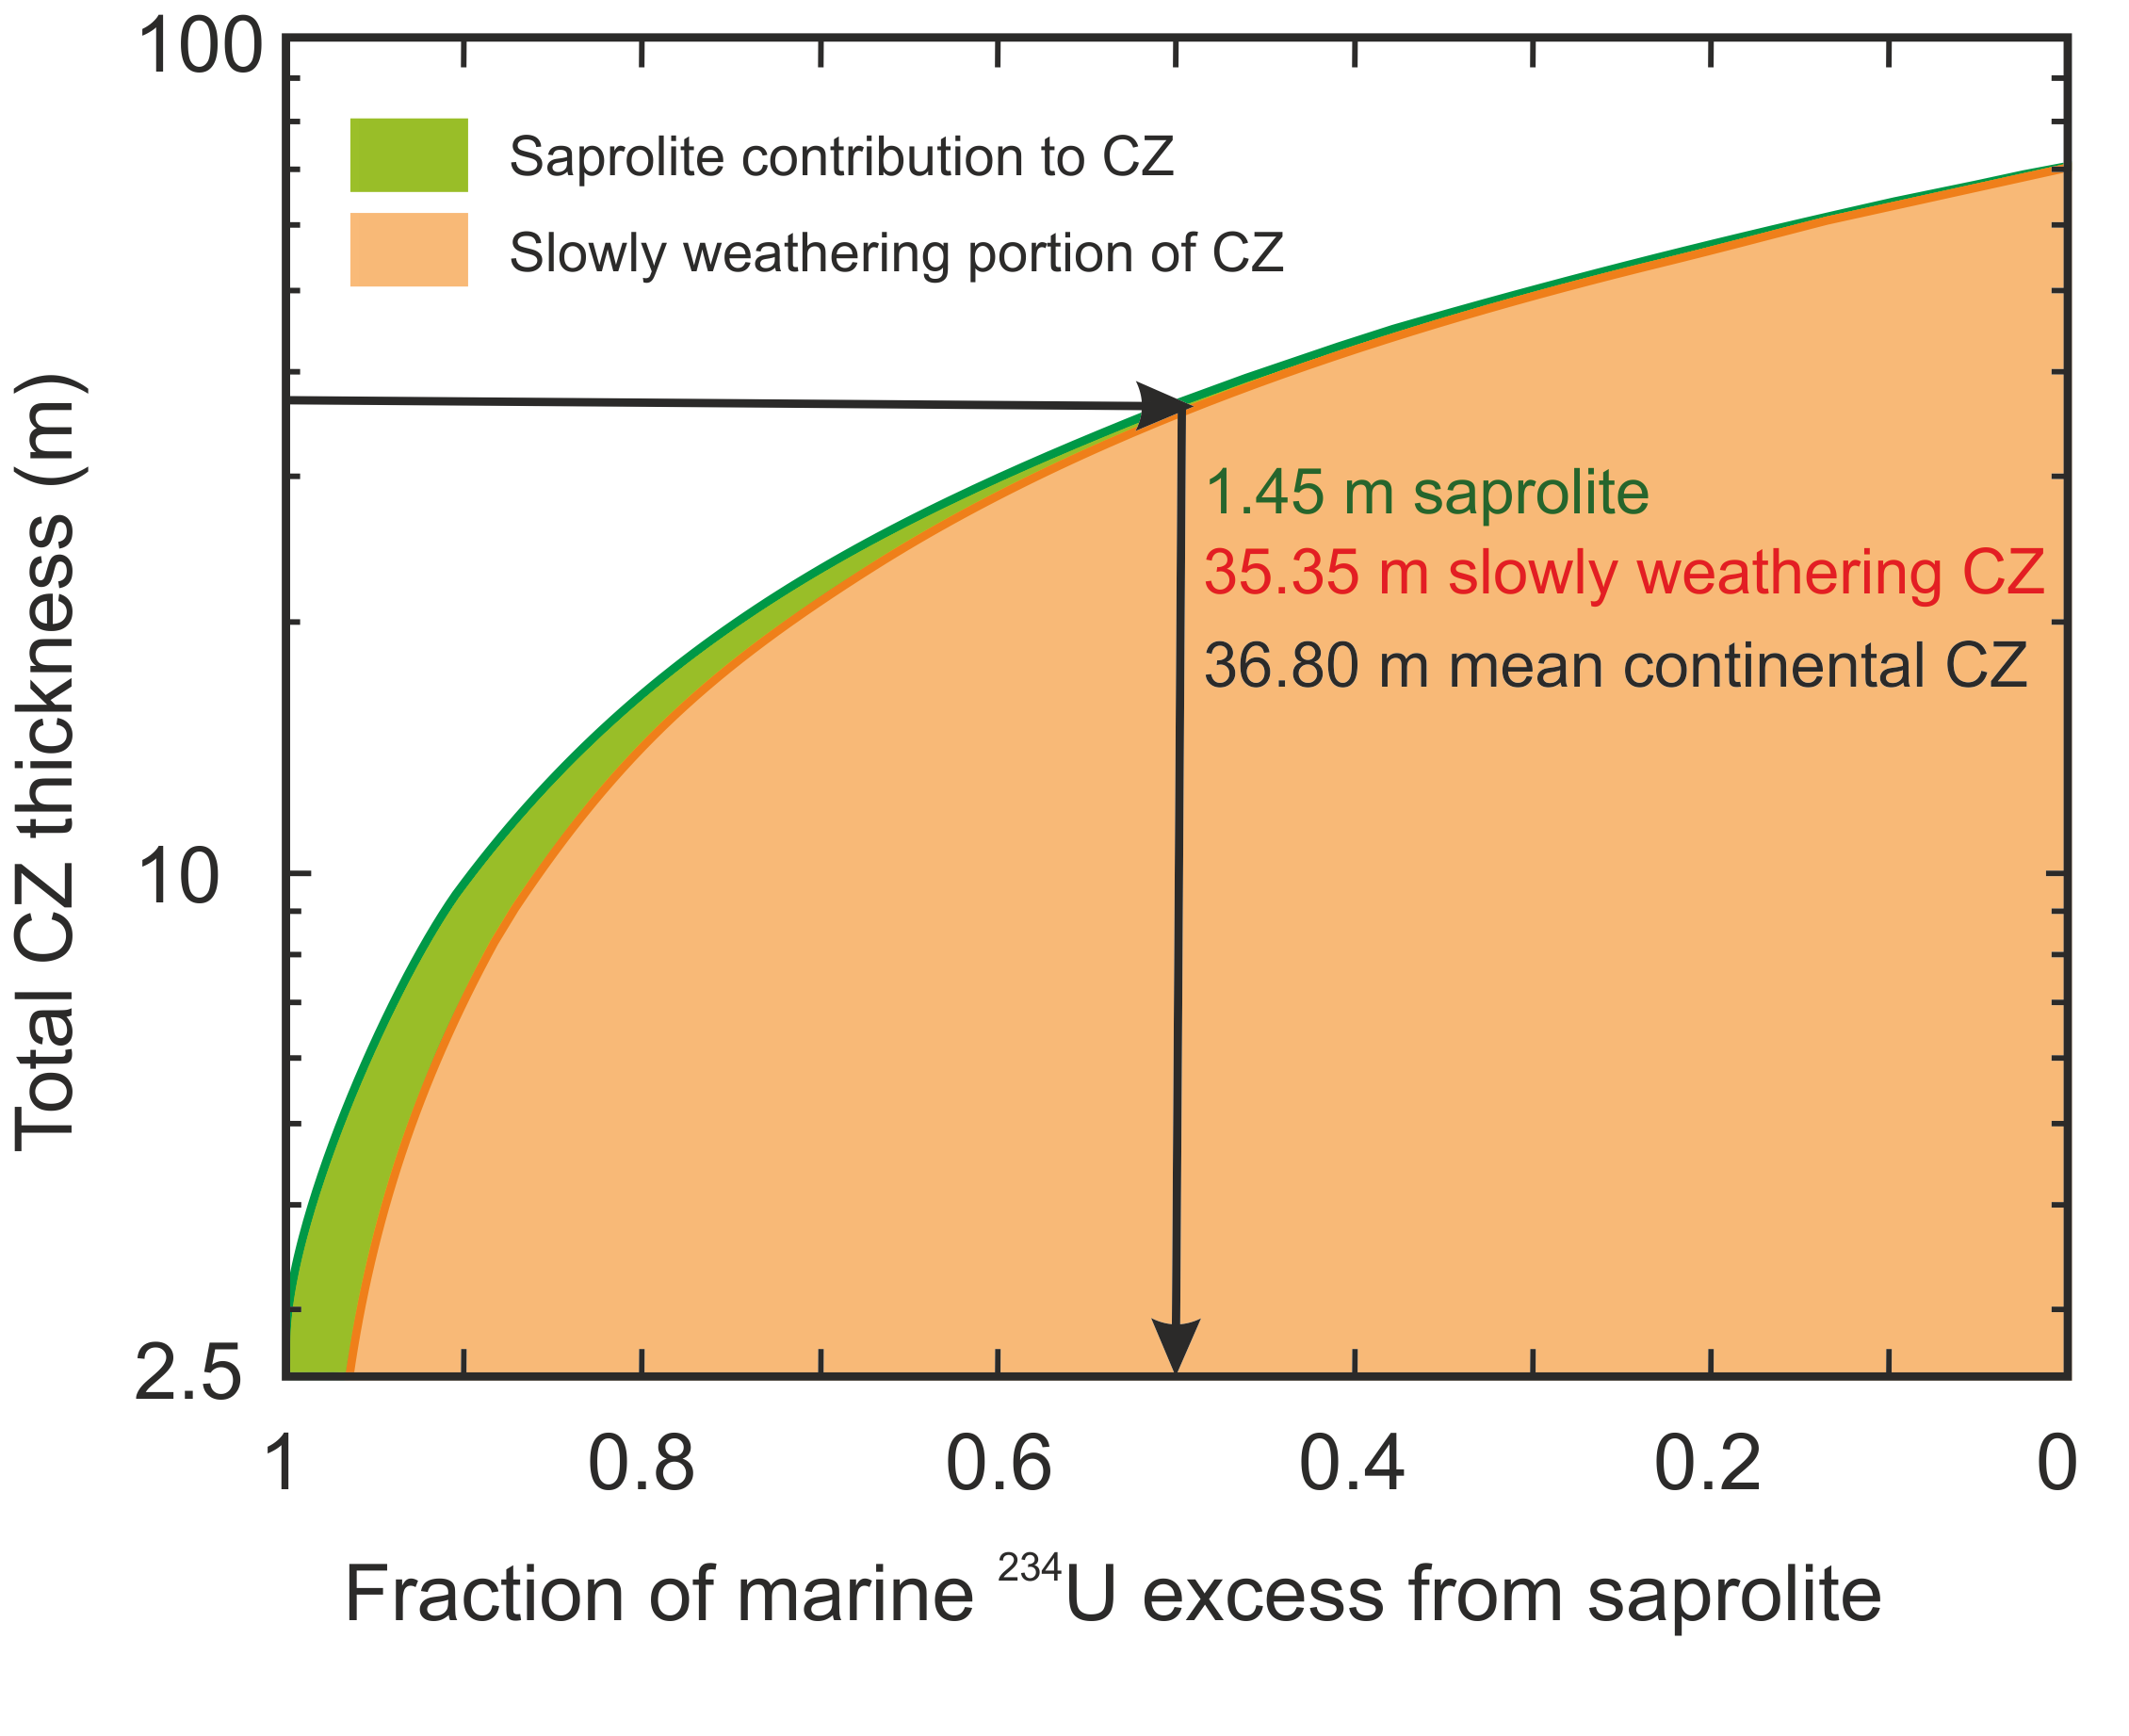 100
Saprolite contribution to CZ
Slowly weathering portion of CZ
1.45 m saprolite
35.35 m slowly weathering CZ
36.80 m mean continental CZ
Total CZ thickness (m)
10
2.5
1 0.8 0.6 0.4 0.2 0
Fraction of marine ²³⁴U excess from saprolite